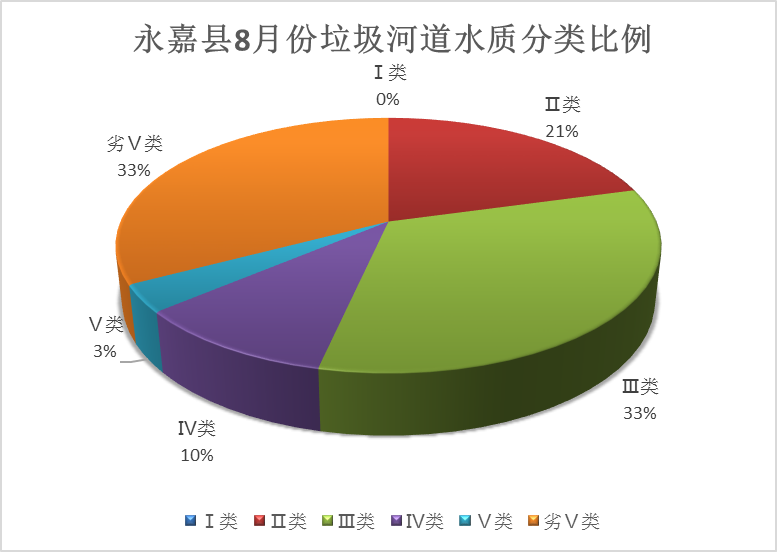 永嘉县8月份垃圾河道水质分类比例
Ⅰ类
0%
Ⅱ类
21%
劣Ⅴ类
33%
Ⅴ类
3%
Ⅲ类
33%
Ⅳ类
10%
Ⅰ类 Ⅱ类 Ⅲ类 Ⅳ类 Ⅴ类 劣Ⅴ类